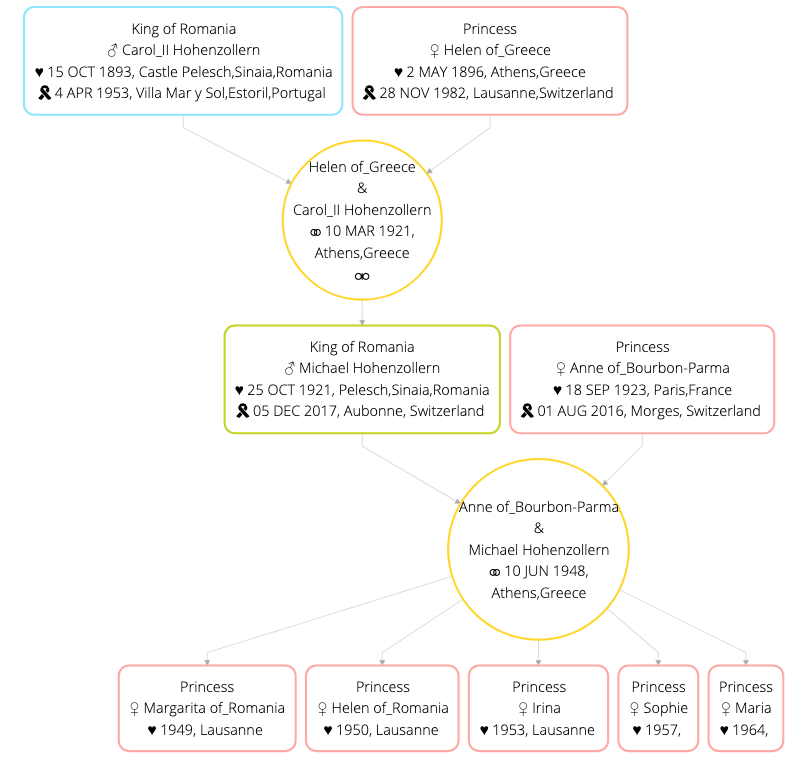 King of Romania
♂ Carol_II Hohenzollern
♥ 15 OCT 1893, Castle Pelesch,Sinaia,Romania
🎗 4 APR 1953, Villa Mar y Sol,Estoril,Portugal
Princess
♀ Helen of_Greece
♥ 2 MAY 1896, Athens,Greece
🎗 28 NOV 1982, Lausanne,Switzerland
Helen of_Greece
&
Carol_II Hohenzollern
⚭ 10 MAR 1921,
Athens,Greece
⚮
King of Romania
♂ Michael Hohenzollern
♥ 25 OCT 1921, Pelesch,Sinaia,Romania
🎗 05 DEC 2017, Aubonne, Switzerland
Princess
♀ Anne of_Bourbon-Parma
♥ 18 SEP 1923, Paris,France
🎗 01 AUG 2016, Morges, Switzerland
Anne of_Bourbon-Parma
&
Michael Hohenzollern
⚭ 10 JUN 1948,
Athens,Greece
Princess
♀ Margarita of_Romania
♥ 1949, Lausanne
Princess
♀ Helen of_Romania
♥ 1950, Lausanne
Princess
♀ Irina
♥ 1953, Lausanne
Princess
♀ Sophie
♥ 1957,
Princess
♀ Maria
♥ 1964,